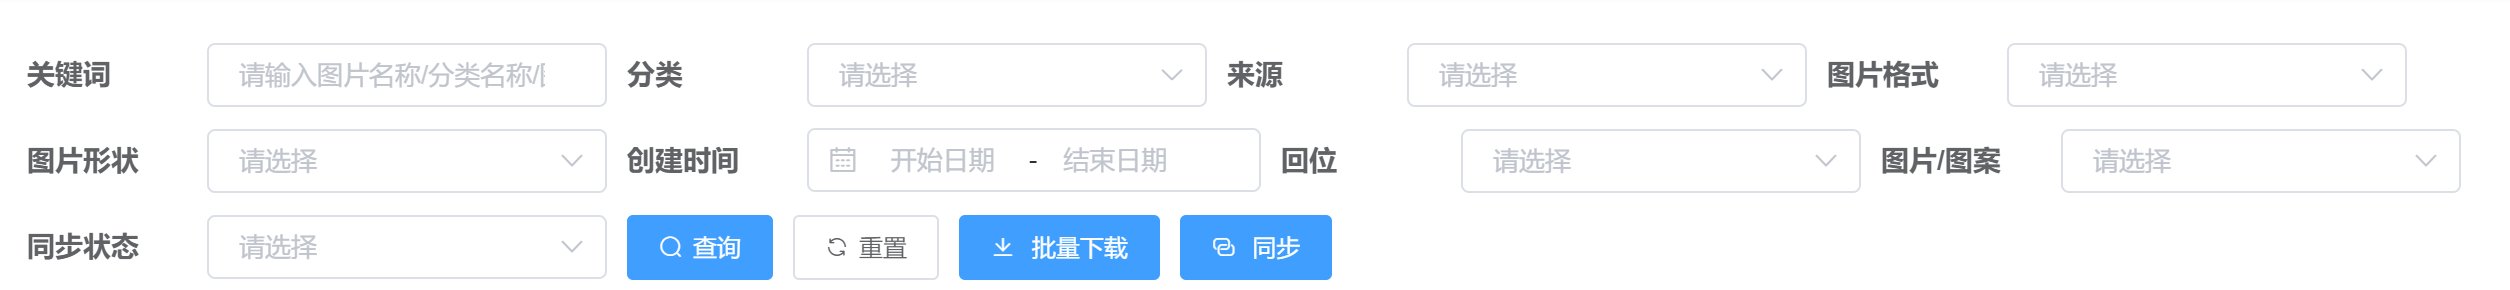 关键词 请输入图片名称/分类名称/ 分类 请选择 来源 请选择 图片格式 请选择
图片形状 请选择 创建时间 开始日期 - 结束日期 回位 请选择 图片/图案 请选择
同步状态 请选择 查询 重置 批量下载 同步